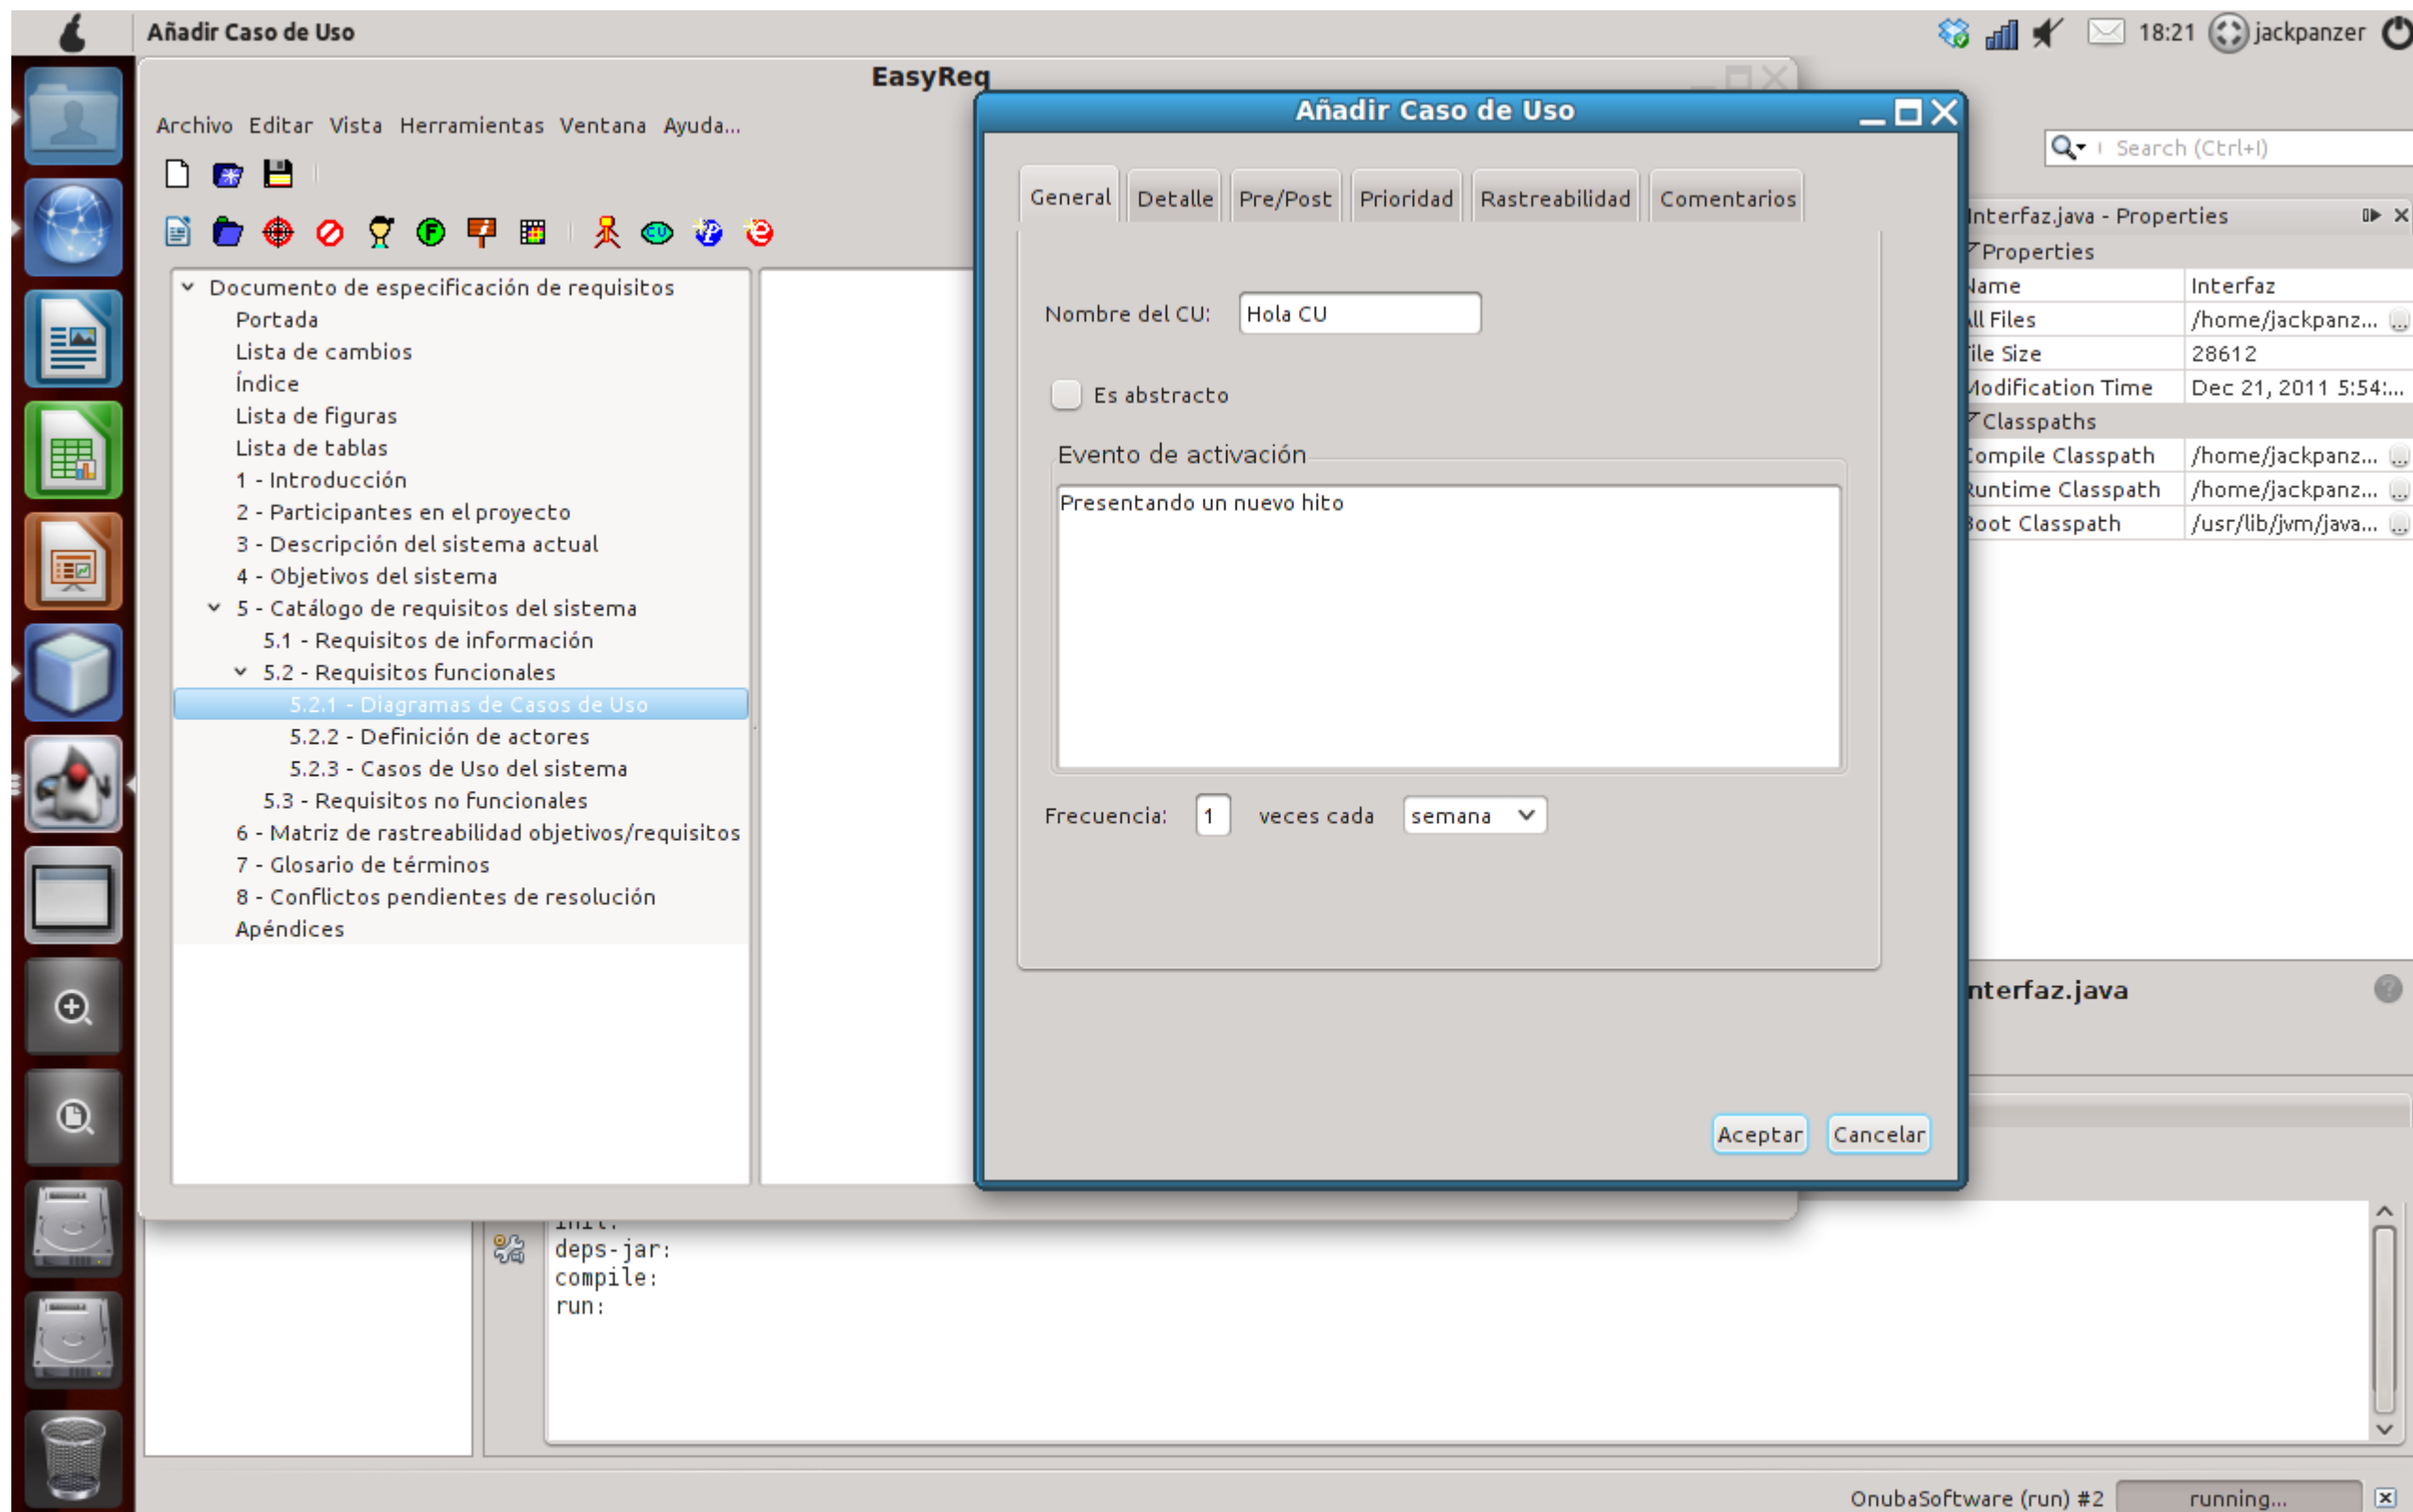 Añadir Caso de Uso
18:21 jackpanzer
EasyReq
Archivo Editar Vista Herramientas Ventana Ayuda...
Documento de especificación de requisitos
Portada
Lista de cambios
Índice
Lista de figuras
Lista de tablas
1 - Introducción
2 - Participantes en el proyecto
3 - Descripción del sistema actual
4 - Objetivos del sistema
5 - Catálogo de requisitos del sistema
5.1 - Requisitos de información
5.2 - Requisitos funcionales
5.2.1 - Diagramas de Casos de Uso
5.2.2 - Definición de actores
5.2.3 - Casos de Uso del sistema
5.3 - Requisitos no funcionales
6 - Matriz de rastreabilidad objetivos/requisitos
7 - Glosario de términos
8 - Conflictos pendientes de resolución
Apéndices
Añadir Caso de Uso
General Detalle Pre/Post Prioridad Rastreabilidad Comentarios
Nombre del CU: Hola CU
Es abstracto
Evento de activación
Presentando un nuevo hito
Frecuencia: 1 veces cada semana
Aceptar Cancelar
Search (Ctrl+I)
Interfaz.java - Properties
Properties
Name Interfaz
All Files /home/jackpanz... ...
File Size 28612
Modification Time Dec 21, 2011 5:54:...
Classpaths
Compile Classpath /home/jackpanz... ...
Runtime Classpath /home/jackpanz... ...
Boot Classpath /usr/lib/jvm/java... ...
nterfaz.java
init:
deps-jar:
compile:
run:
OnubaSoftware (run) #2 running...